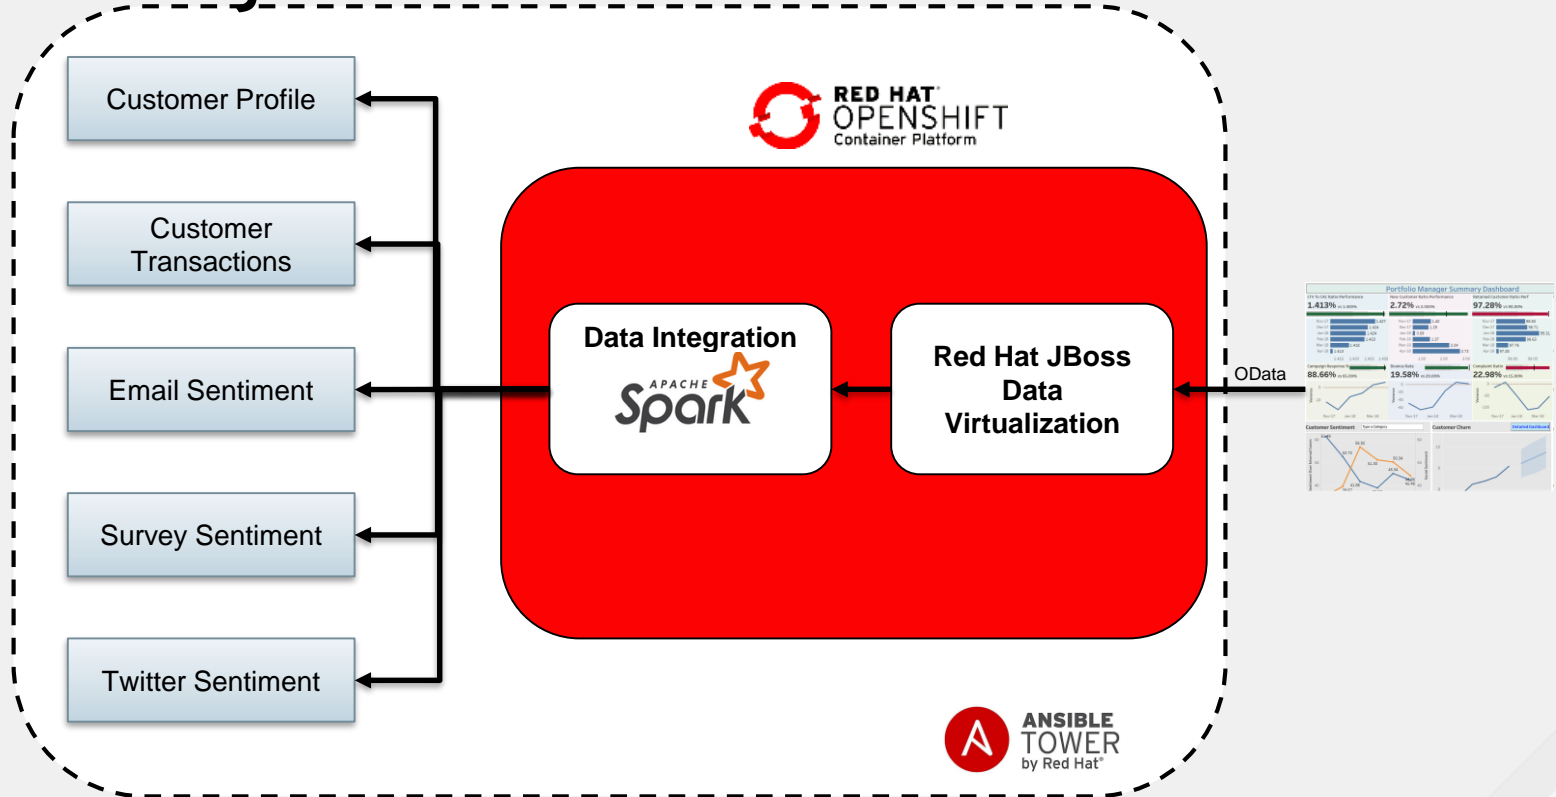 Customer Profile
Customer
Transactions
Email Sentiment
Survey Sentiment
Twitter Sentiment
RED HAT
OPENSHIFT
Container Platform
Data Integration
APACHE
Spark
Red Hat JBoss
Data
Virtualization
OData
ANSIBLE
TOWER
by Red Hat®
Portfolio Manager Summary Dashboard
1.413%
2.72%
97.28%
88.66%
19.58%
22.98%
Customer Sentiment
Customer Churn
Detailed Dashboard